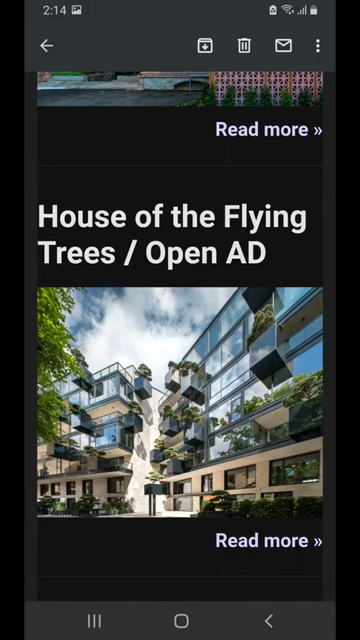 2:14
Read more »
House of the Flying
Trees / Open AD
Read more »